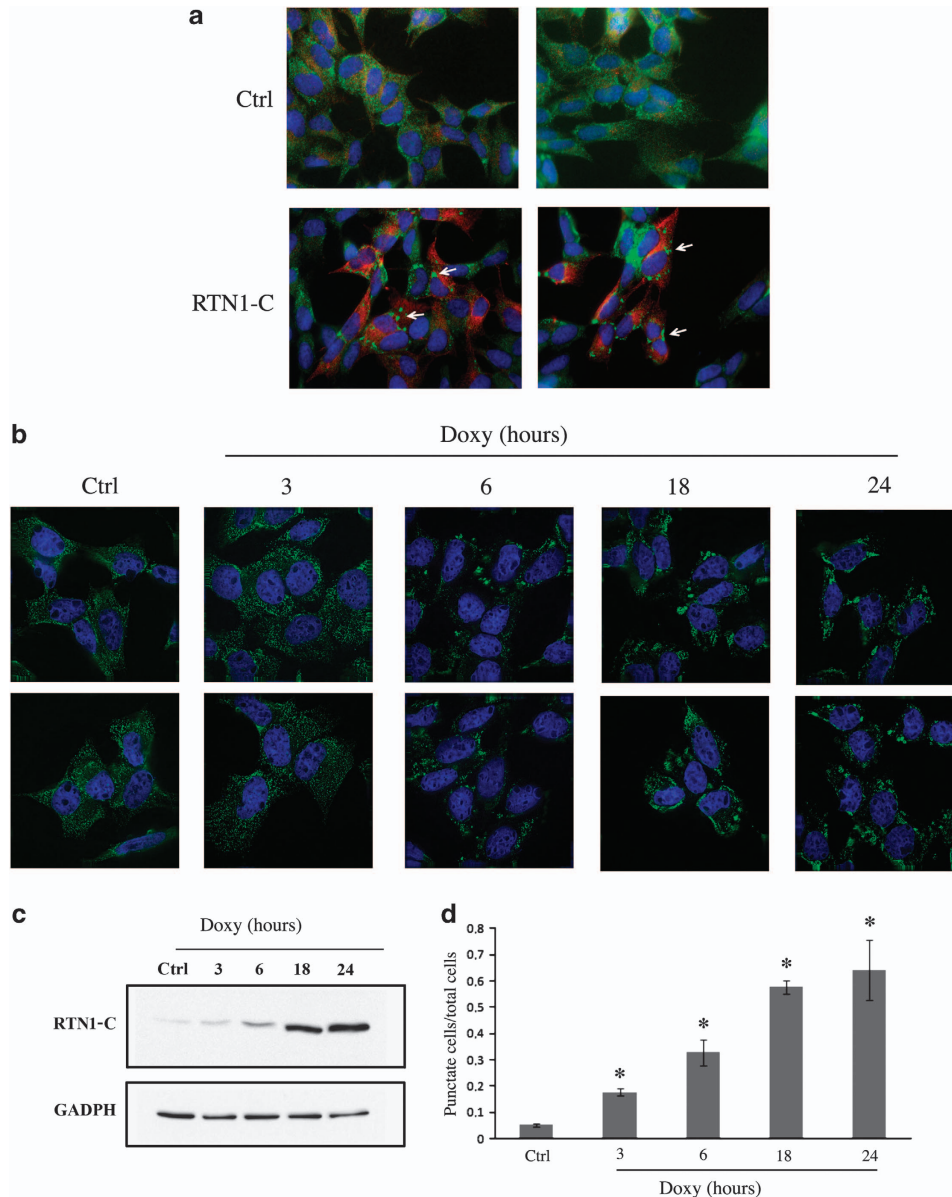 a
Ctrl
RTN1-C
b
Doxy (hours)
Ctrl 3 6 18 24
c
Doxy (hours)
Ctrl 3 6 18 24
RTN1-C
GADPH
d
Punctate cells/total cells
0,8
0,7
0,6
0,5
0,4
0,3
0,2
0,1
0
* * * *
Ctrl 3 6 18 24
Doxy (hours)